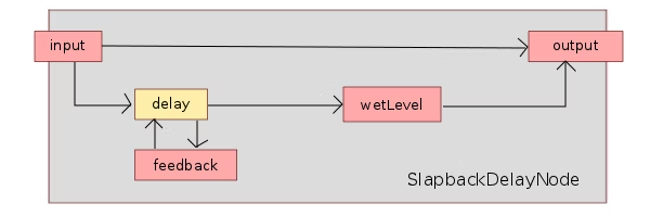 input
output
delay
wetLevel
feedback
SlapbackDelayNode